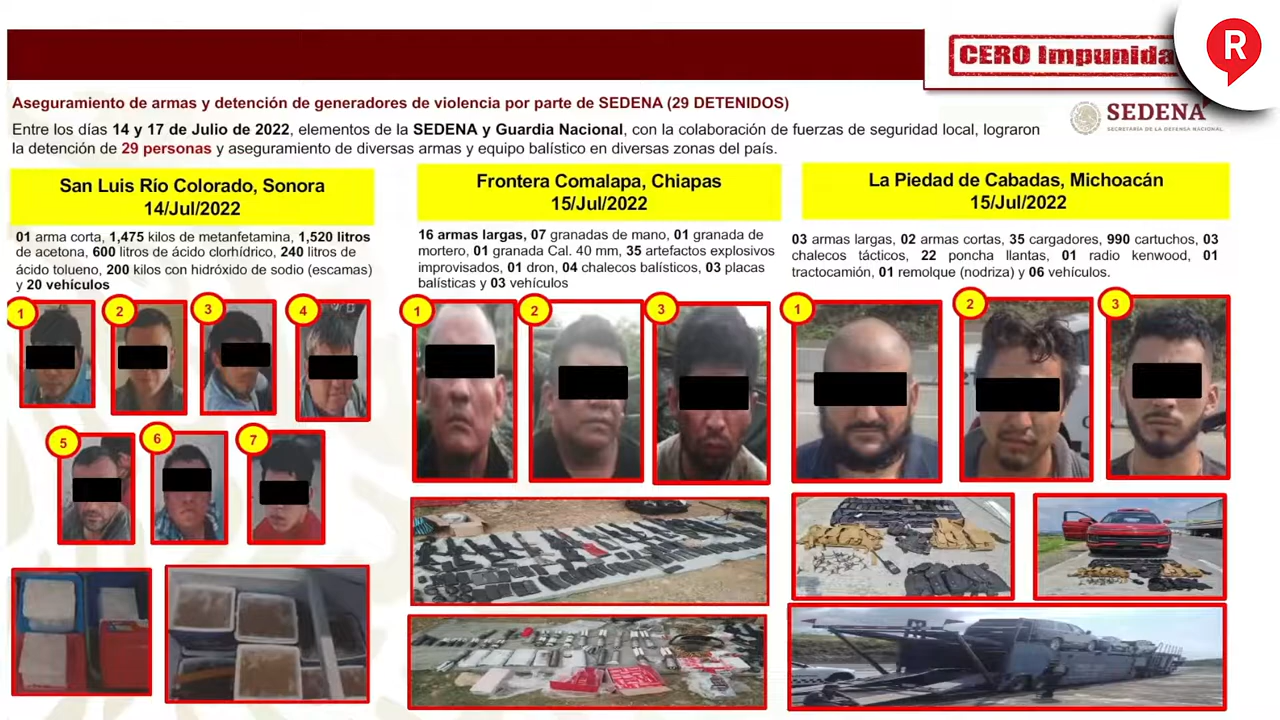 CERO Impunida
R
Aseguramiento de armas y detención de generadores de violencia por parte de SEDENA (29 DETENIDOS)
SEDENA
SECRETARÍA DE LA DEFENSA NACIONAL
Entre los días 14 y 17 de Julio de 2022, elementos de la SEDENA y Guardia Nacional, con la colaboración de fuerzas de seguridad local, lograron
la detención de 29 personas y aseguramiento de diversas armas y equipo balístico en diversas zonas del país.
San Luis Río Colorado, Sonora
14/Jul/2022
01 arma corta, 1,475 kilos de metanfetamina, 1,520 litros
de acetona, 600 litros de ácido clorhídrico, 240 litros de
ácido tolueno, 200 kilos con hidróxido de sodio (escamas)
y 20 vehículos
1
2
3
4
5
6
7
Frontera Comalapa, Chiapas
15/Jul/2022
16 armas largas, 07 granadas de mano, 01 granada de
mortero, 01 granada Cal. 40 mm, 35 artefactos explosivos
improvisados, 01 dron, 04 chalecos balísticos, 03 placas
balísticas y 03 vehículos
1
2
3
La Piedad de Cabadas, Michoacán
15/Jul/2022
03 armas largas, 02 armas cortas, 35 cargadores, 990 cartuchos, 03
chalecos tácticos, 22 poncha llantas, 01 radio kenwood, 01
tractocamión, 01 remolque (nodriza) y 06 vehículos.
1
2
3